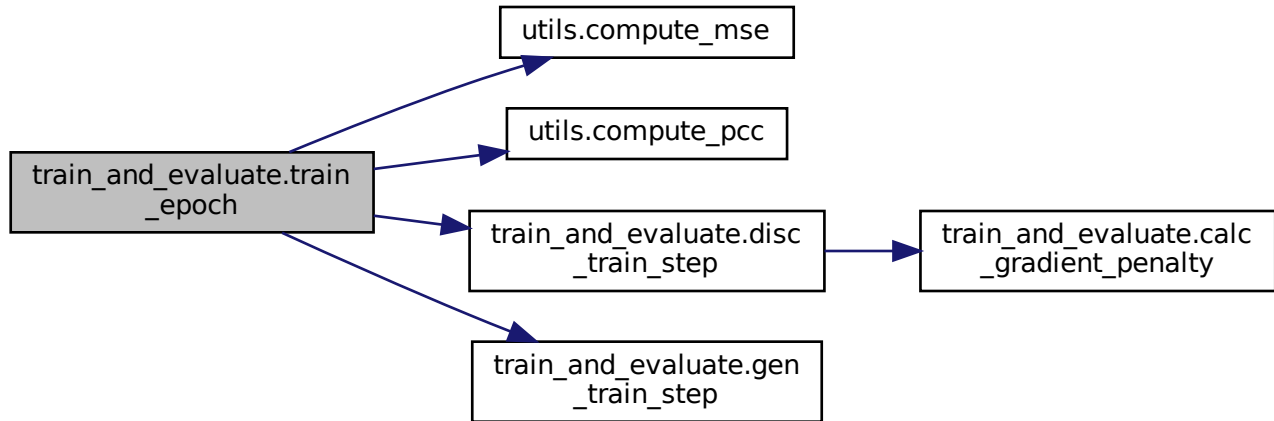 utils.compute_mse
utils.compute_pcc
train_and_evaluate.train
_epoch
train_and_evaluate.disc
_train_step
train_and_evaluate.calc
_gradient_penalty
train_and_evaluate.gen
_train_step